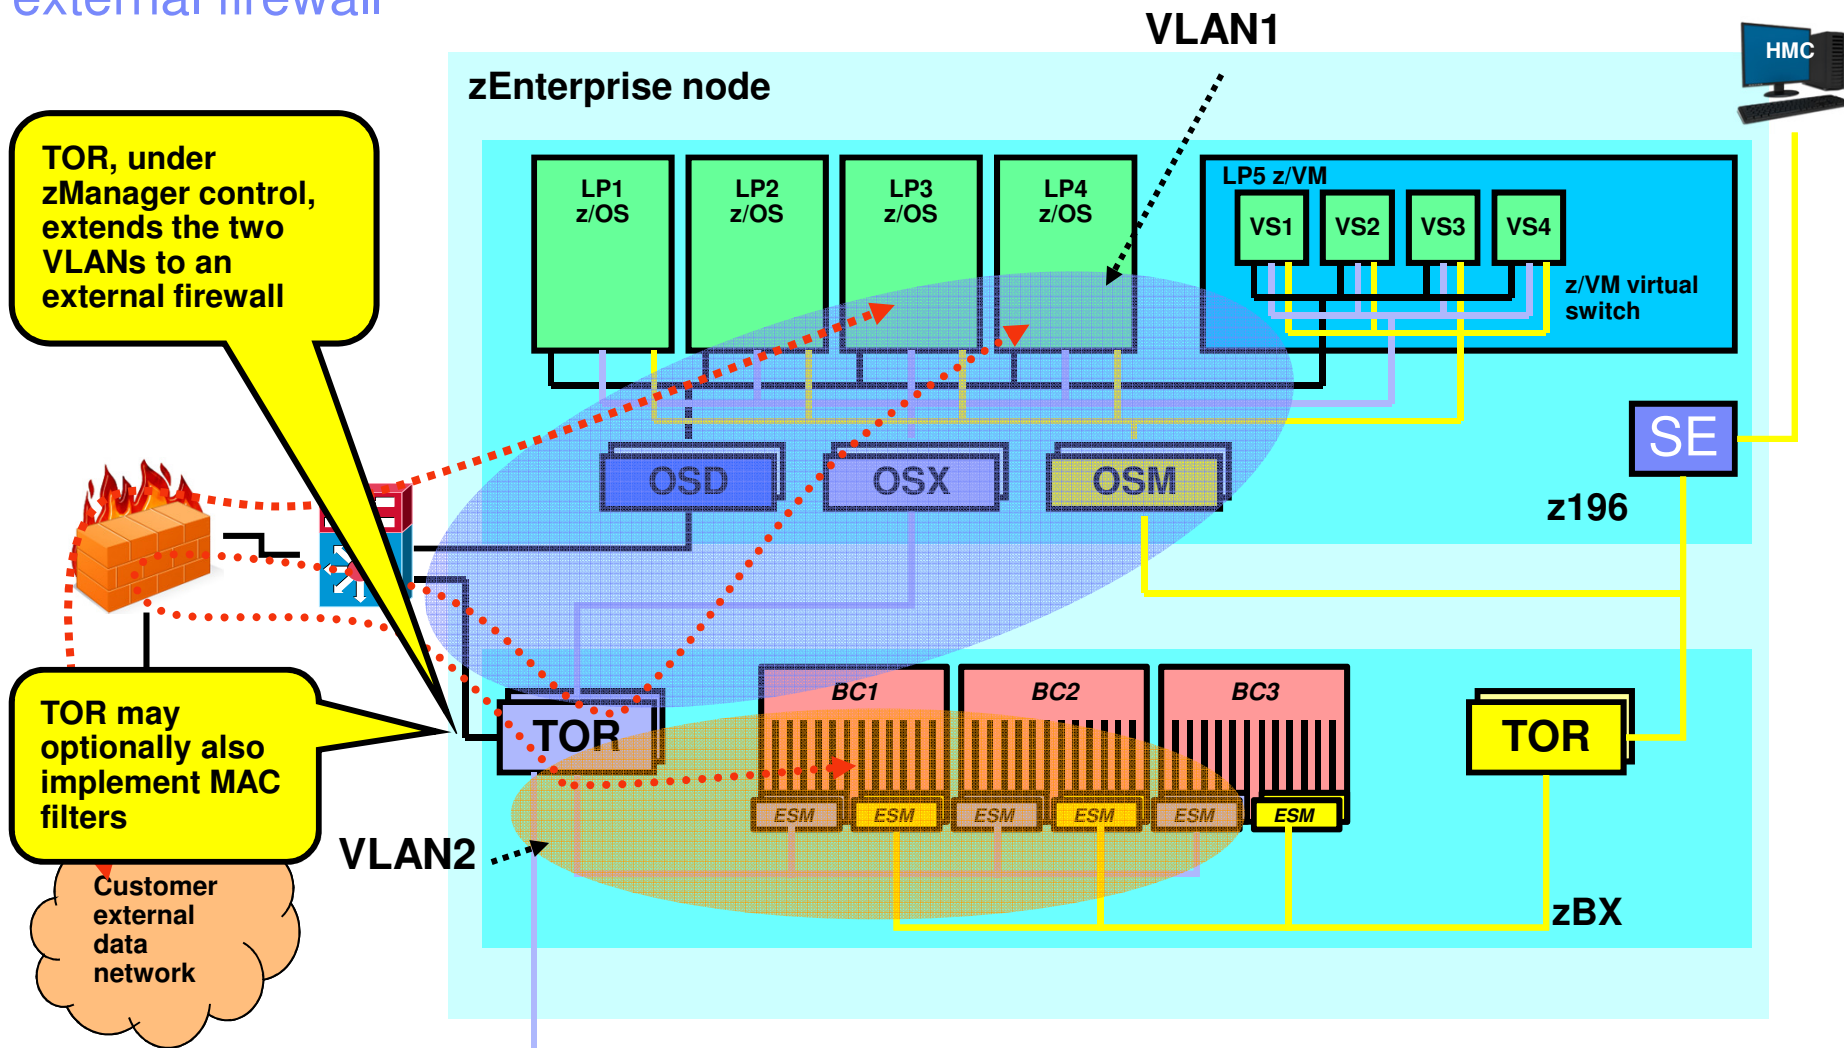 external firewall
VLAN1
HMC
zEnterprise node
TOR, under
zManager control,
extends the two
VLANs to an
external firewall
LP1
z/OS
LP2
z/OS
LP3
z/OS
LP4
z/OS
LP5 z/VM
VS1
VS2
VS3
VS4
z/VM virtual
switch
SE
OSD
OSX
OSM
z196
TOR may
optionally also
implement MAC
filters
TOR
BC1
BC2
BC3
TOR
ESM
ESM
ESM
ESM
ESM
ESM
VLAN2
Customer
external
data
network
zBX